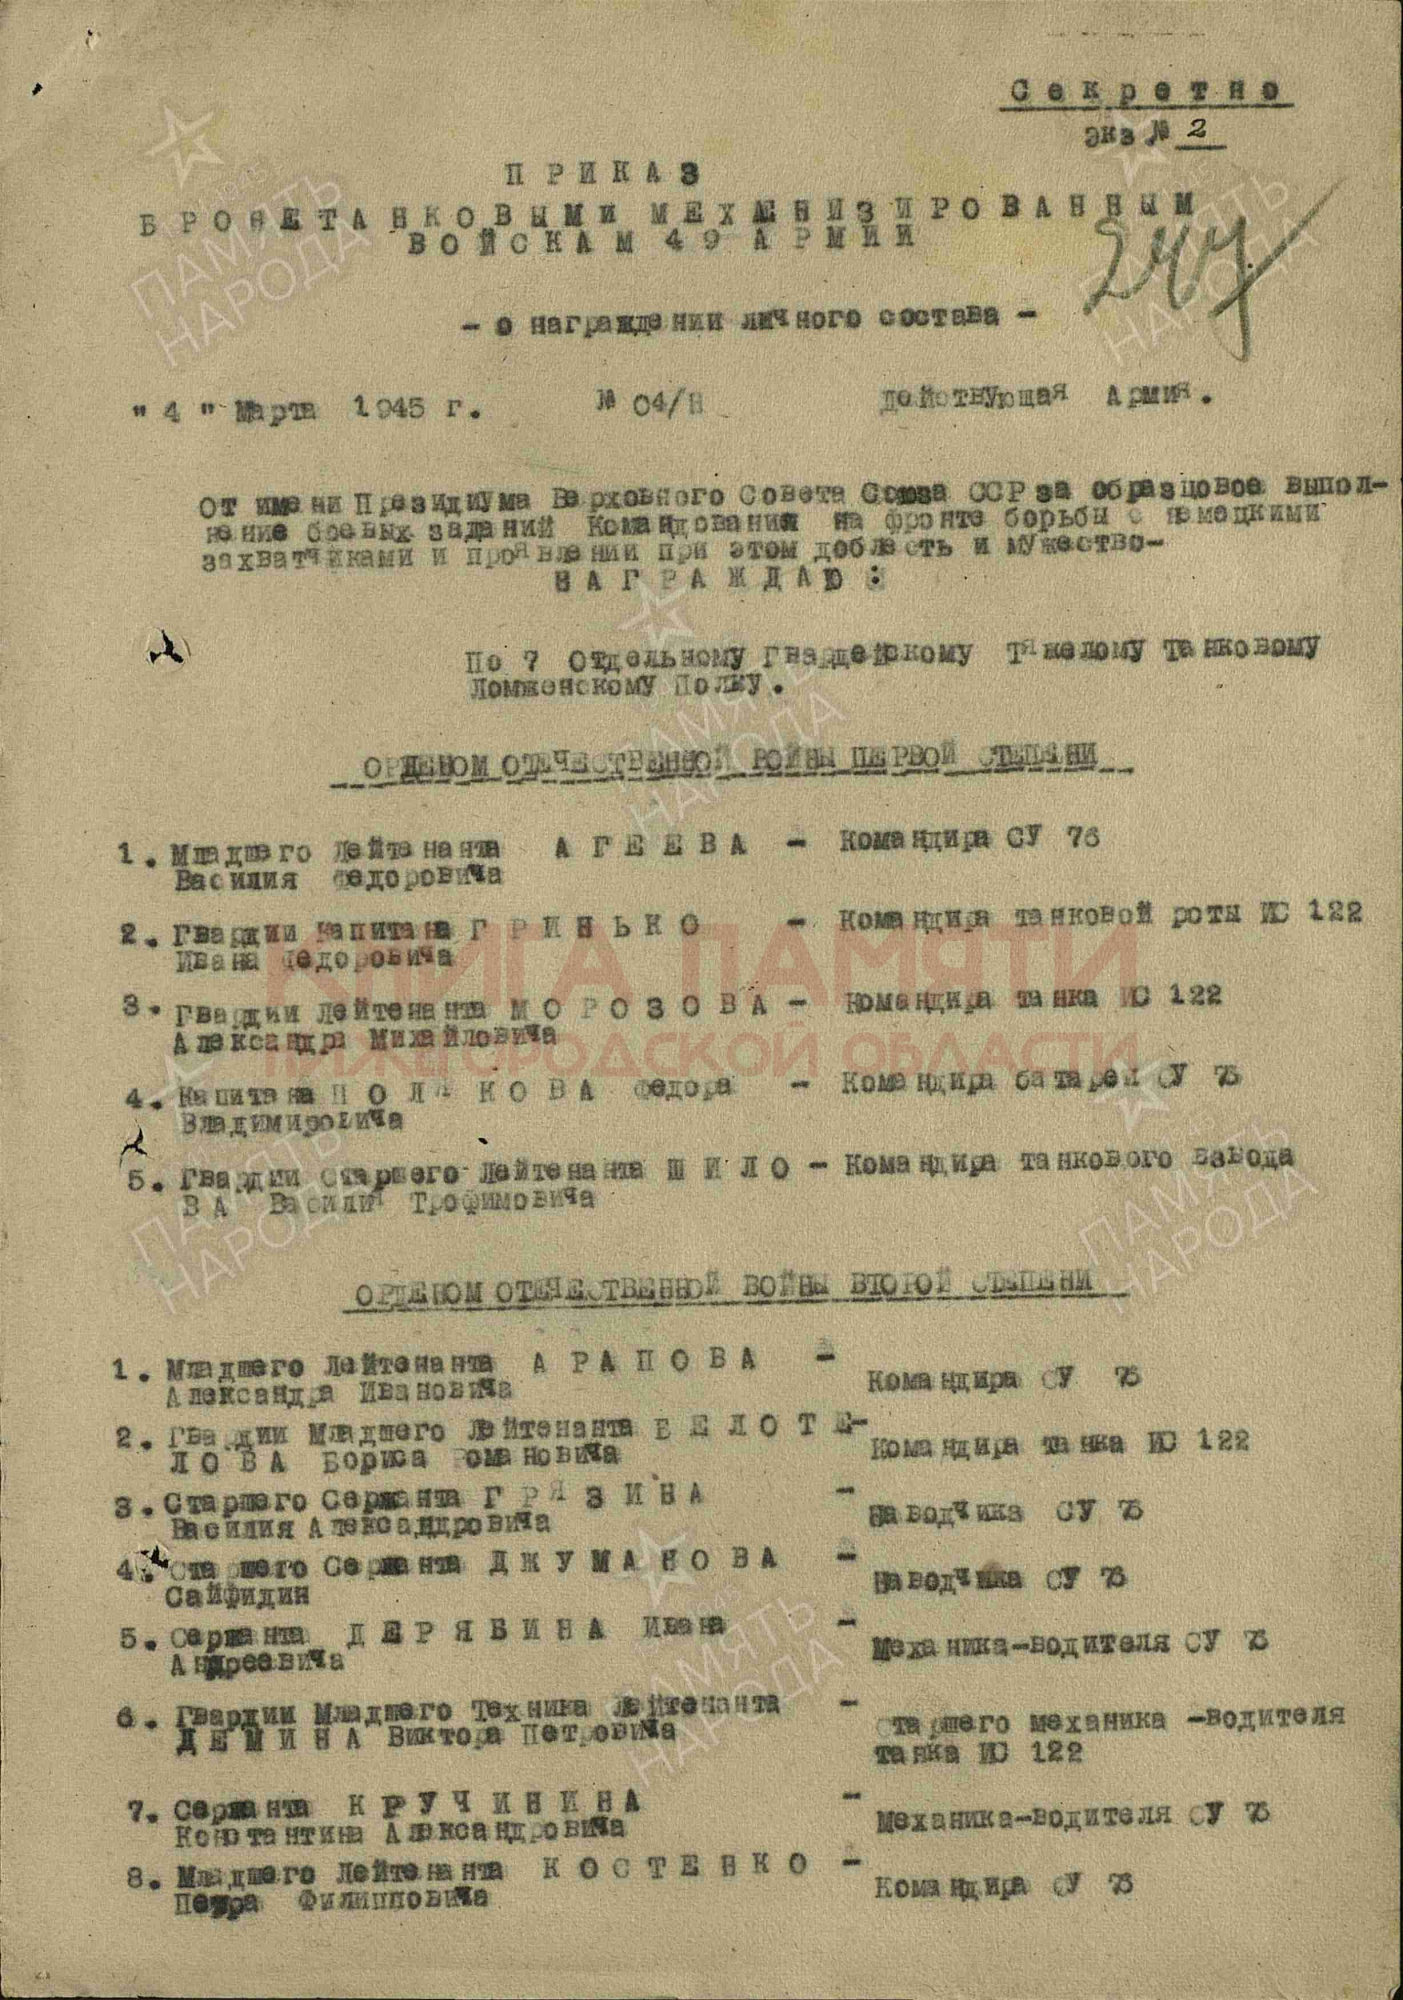 Секретно
Экз № 2
ПРИКАЗ
БРОНЕТАНКОВЫМИ МЕХАНИЗИРОВАННЫМ
ВОЙСКАМ 49 АРМИИ
247
- о награждении личного состава -
"4" Марта 1945 г. № 04/Н Действующая Армия.
От имени Президиума Верховного Совета Союза ССР за образцовое выпол-
нение боевых заданий Командования на фронте борьбы с немецкими
захватчиками и проявлении при этом доблесть и мужество-
НАГРАЖДАЮ:
По 7 Отдельному Гвардейскому Тяжелому танковому
Ломженскому Полку.
ОРДЕНОМ ОТЕЧЕСТВЕННОЙ ВОЙНЫ ПЕРВОЙ СТЕПЕНИ
1. Младшего Лейтенанта АГЕЕВА - Командира СУ 76
Василия Федоровича
2. Гвардии Капитана ГРИНЬКО - Командира танковой роты ИС 122
Ивана Федоровича
3. Гвардии Лейтенанта МОРОЗОВА - Командира танка ИС 122
Александра Михайловича
4. Капитана ПОЛЯКОВА Федора - Командира батареи СУ 76
Владимировича
5. Гвардии Старшего Лейтенанта ШИЛО - Командира танкового взвода
ВА Василия Трофимовича
ОРДЕНОМ ОТЕЧЕСТВЕННОЙ ВОЙНЫ ВТОРОЙ СТЕПЕНИ
1. Младшего Лейтенанта АРАПОВА - Командира СУ 76
Александра Ивановича
2. Гвардии Младшего Лейтенанта БЕЛОТЕ- Командира танка ИС 122
ЛОВА Бориса Романовича
3. Старшего Сержанта ГРЯЗИНА - Наводчика СУ 76
Василия Александровича
4. Старшего Сержанта ДЖУМАНОВА - Наводчика СУ 76
Сайфидин
5. Сержанта ДЕРЯБИНА Ивана - Механика-водителя СУ 76
Андреевича
6. Гвардии Младшего Техника Лейтенанта - Старшего механика -водителя
ДЕМИНА Виктора Петровича танка ИС 122
7. Сержанта КРУЧИНИНА - Механика-водителя СУ 76
Константина Александровича
8. Младшего Лейтенанта КОСТЕНКО - Командира СУ 76
Петра Филипповича
ПАМЯТЬ НАРОДА
КНИГА ПАМЯТИ
НИЖЕГОРОДСКОЙ ОБЛАСТИ